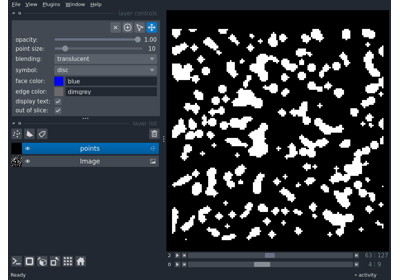 File View Plugins Window Help
layer controls
opacity: 1.00
point size: 10
blending: translucent
symbol: disc
face color: blue
edge color: dimgrey
display text:
out of slice:
layer list
points
Image
2 63 127
0 4 9
Ready activity